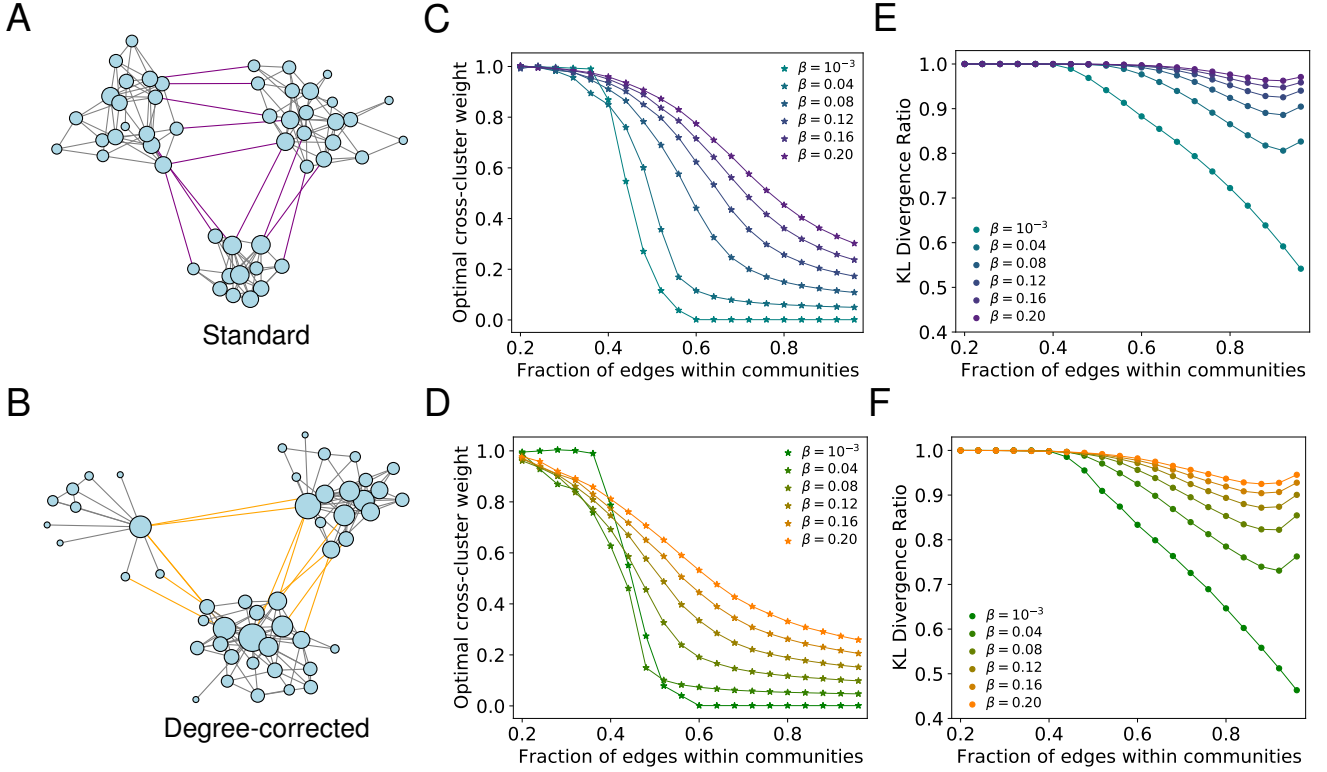 A
Standard
B
Degree-corrected
C
Optimal cross-cluster weight
1.0
0.8
0.6
0.4
0.2
0.0
0.2
0.4
0.6
0.8
Fraction of edges within communities
β = 10⁻³
β = 0.04
β = 0.08
β = 0.12
β = 0.16
β = 0.20
D
Optimal cross-cluster weight
1.0
0.8
0.6
0.4
0.2
0.0
0.2
0.4
0.6
0.8
Fraction of edges within communities
β = 10⁻³
β = 0.04
β = 0.08
β = 0.12
β = 0.16
β = 0.20
E
KL Divergence Ratio
1.0
0.9
0.8
0.7
0.6
0.5
0.4
0.2
0.4
0.6
0.8
Fraction of edges within communities
β = 10⁻³
β = 0.04
β = 0.08
β = 0.12
β = 0.16
β = 0.20
F
KL Divergence Ratio
1.0
0.9
0.8
0.7
0.6
0.5
0.4
0.2
0.4
0.6
0.8
Fraction of edges within communities
β = 10⁻³
β = 0.04
β = 0.08
β = 0.12
β = 0.16
β = 0.20